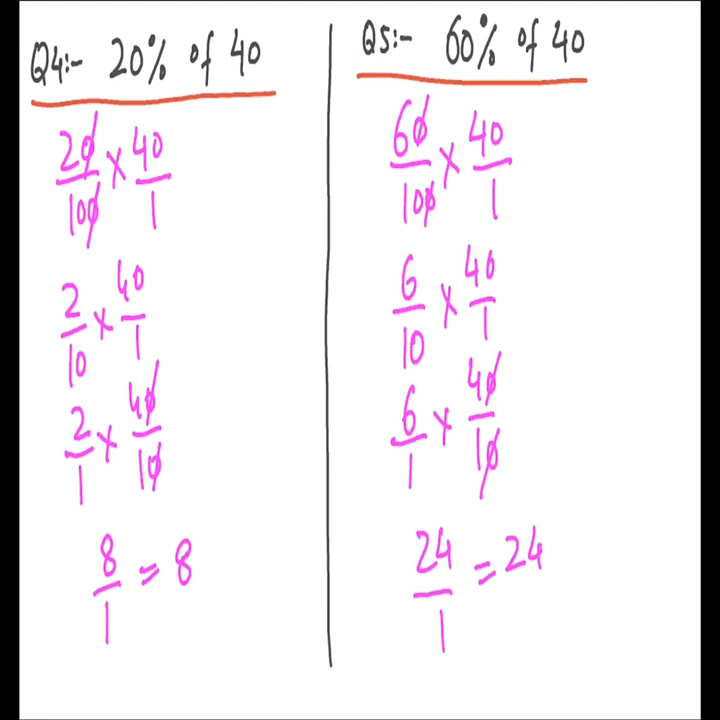 Q4:- 20% of 40
20/100 x 40/1
2/10 x 40/1
2/1 x 40/10
8/1 = 8
Q5:- 60% of 40
60/100 x 40/1
6/10 x 40/1
6/1 x 40/10
24/1 = 24